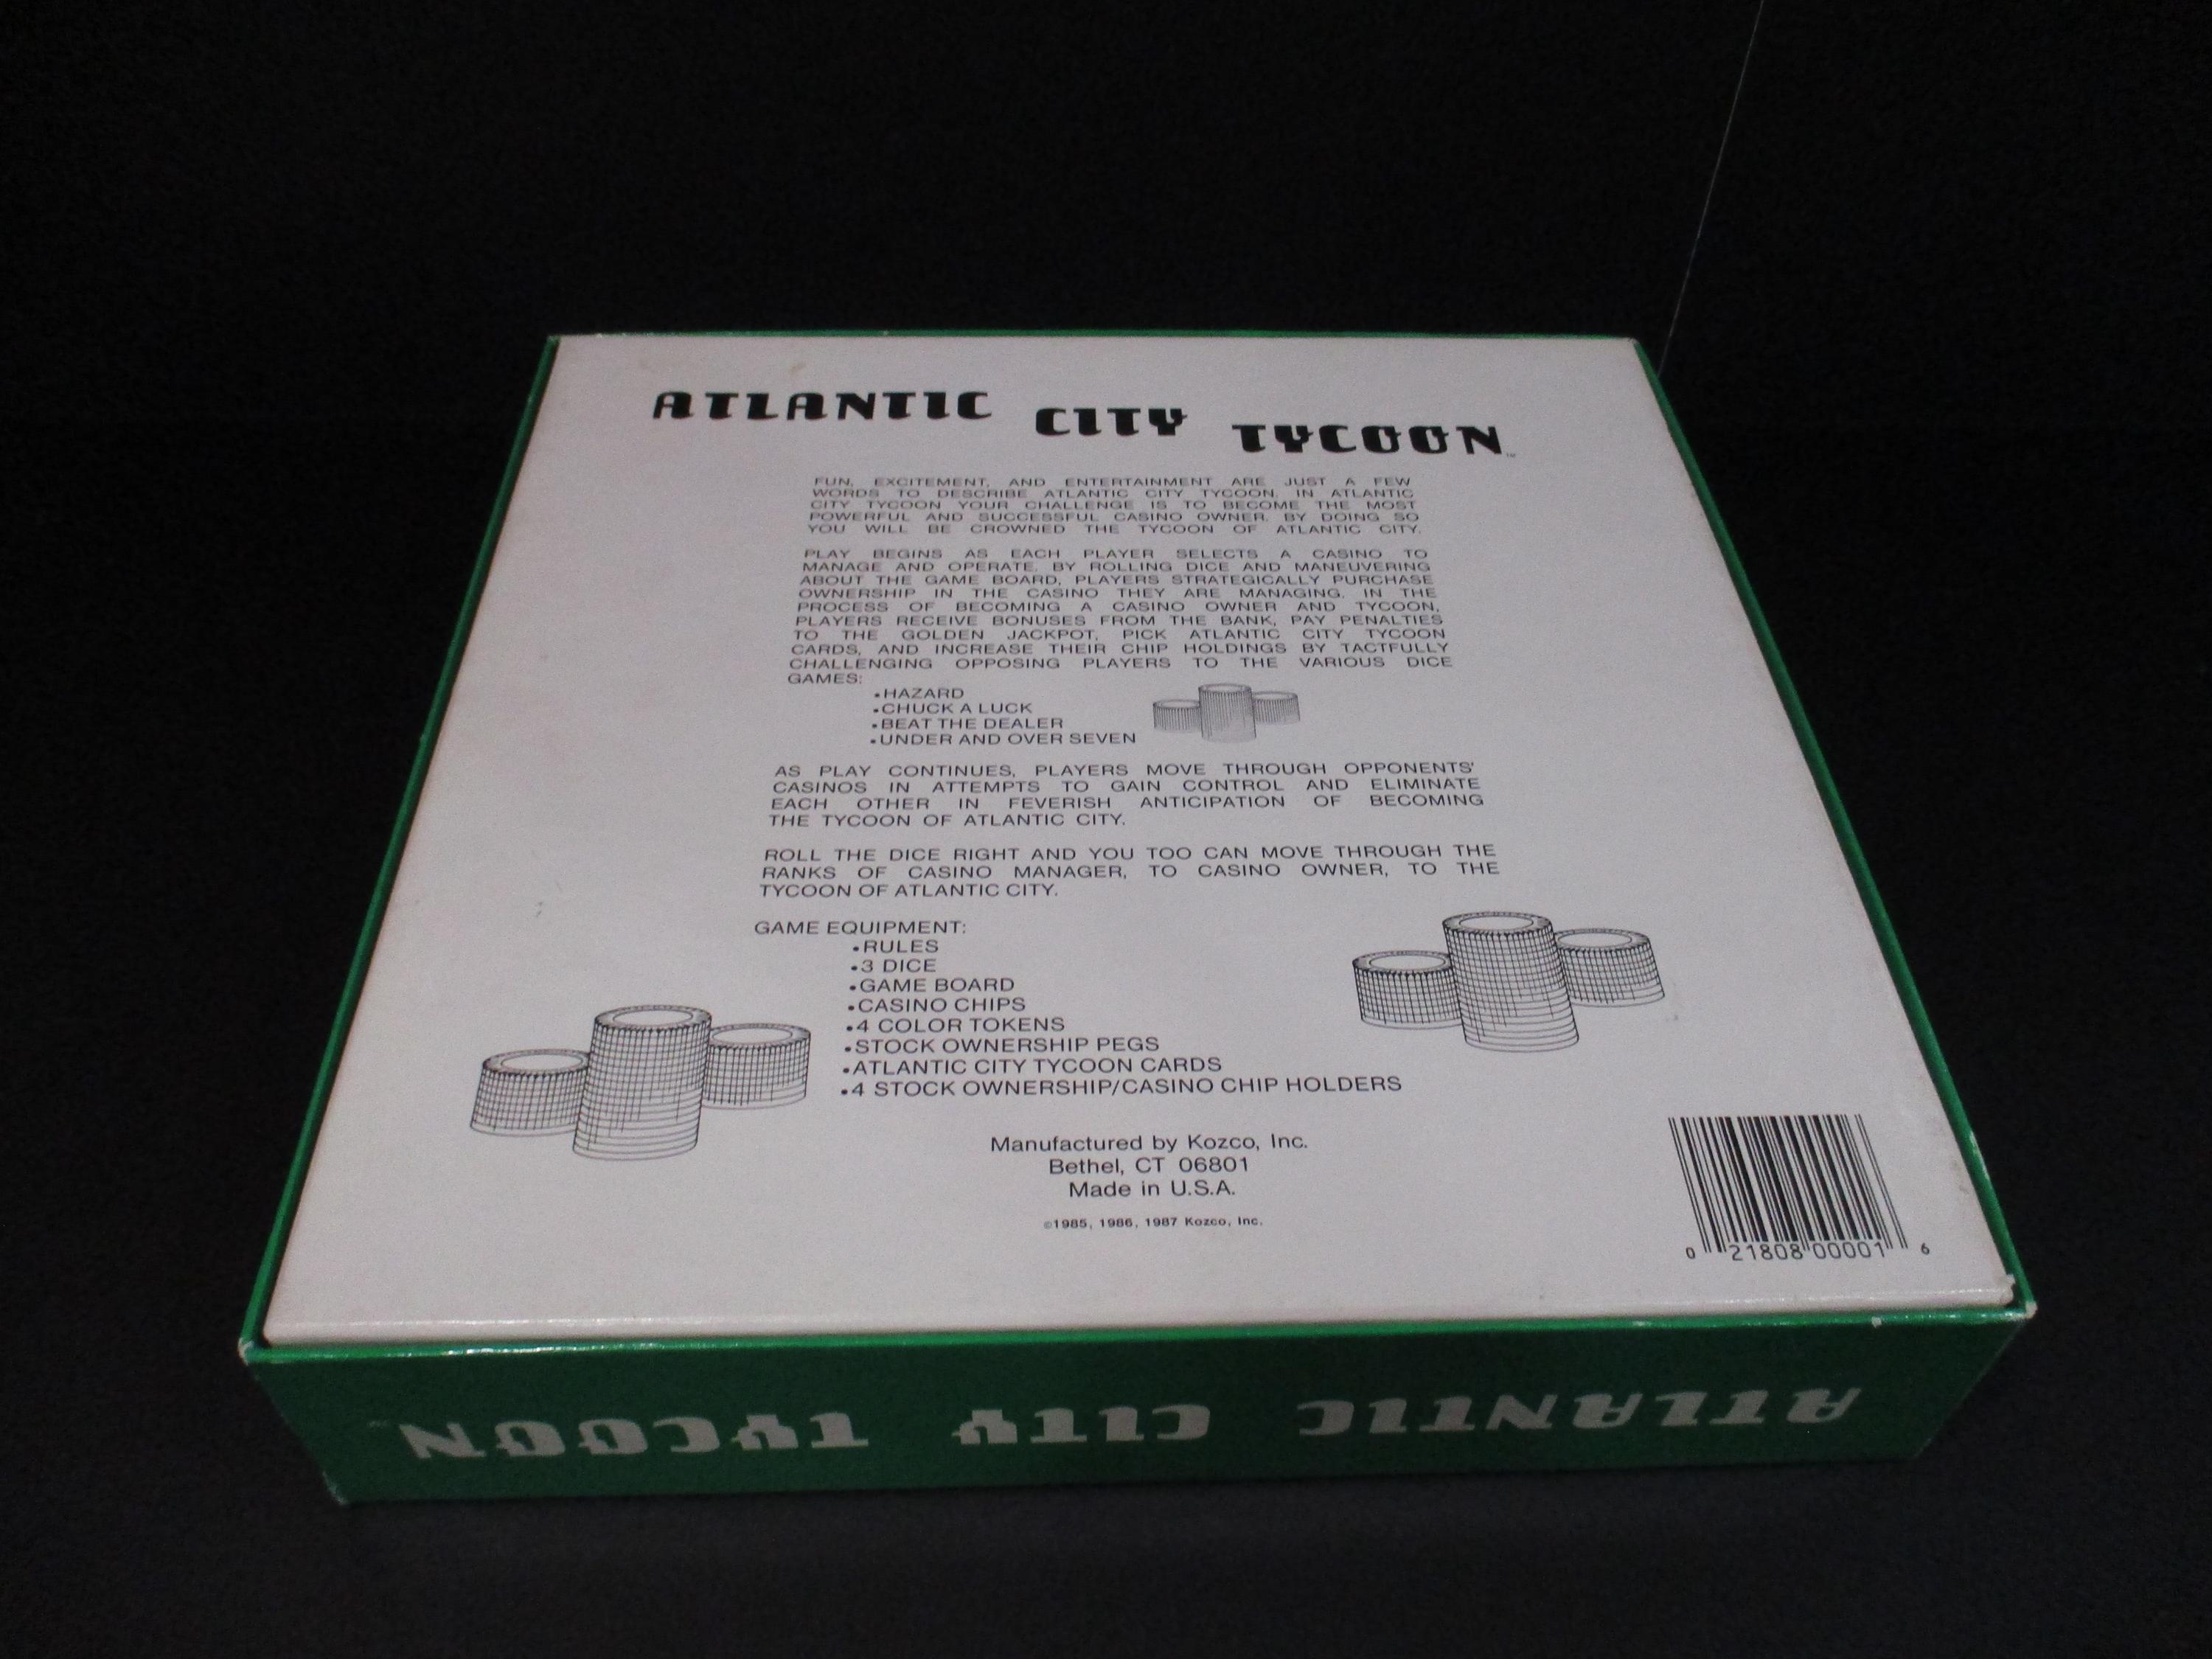 ATLANTIC CITY TYCOON™
FUN, EXCITEMENT, AND ENTERTAINMENT ARE JUST A FEW
WORDS TO DESCRIBE ATLANTIC CITY TYCOON. IN ATLANTIC
CITY TYCOON YOUR CHALLENGE IS TO BECOME THE MOST
POWERFUL AND SUCCESSFUL CASINO OWNER. BY DOING SO
YOU WILL BE CROWNED THE TYCOON OF ATLANTIC CITY.
PLAY BEGINS AS EACH PLAYER SELECTS A CASINO TO
MANAGE AND OPERATE. BY ROLLING DICE AND MANEUVERING
ABOUT THE GAME BOARD, PLAYERS STRATEGICALLY PURCHASE
OWNERSHIP IN THE CASINO THEY ARE MANAGING. IN THE
PROCESS OF BECOMING A CASINO OWNER AND TYCOON,
PLAYERS RECEIVE BONUSES FROM THE BANK, PAY PENALTIES
TO THE GOLDEN JACKPOT, PICK ATLANTIC CITY TYCOON
CARDS, AND INCREASE THEIR CHIP HOLDINGS BY TACTFULLY
CHALLENGING OPPOSING PLAYERS TO THE VARIOUS DICE
GAMES:
•HAZARD
•CHUCK A LUCK
•BEAT THE DEALER
•UNDER AND OVER SEVEN
AS PLAY CONTINUES, PLAYERS MOVE THROUGH OPPONENTS'
CASINOS IN ATTEMPTS TO GAIN CONTROL AND ELIMINATE
EACH OTHER IN FEVERISH ANTICIPATION OF BECOMING
THE TYCOON OF ATLANTIC CITY.
ROLL THE DICE RIGHT AND YOU TOO CAN MOVE THROUGH THE
RANKS OF CASINO MANAGER, TO CASINO OWNER, TO THE
TYCOON OF ATLANTIC CITY.
GAME EQUIPMENT:
•RULES
•3 DICE
•GAME BOARD
•CASINO CHIPS
•4 COLOR TOKENS
•STOCK OWNERSHIP PEGS
•ATLANTIC CITY TYCOON CARDS
•4 STOCK OWNERSHIP/CASINO CHIP HOLDERS
Manufactured by Kozco, Inc.
Bethel, CT 06801
Made in U.S.A.
©1985, 1986, 1987 Kozco, Inc.
0 21808 00001 6
ATLANTIC CITY TYCOON™